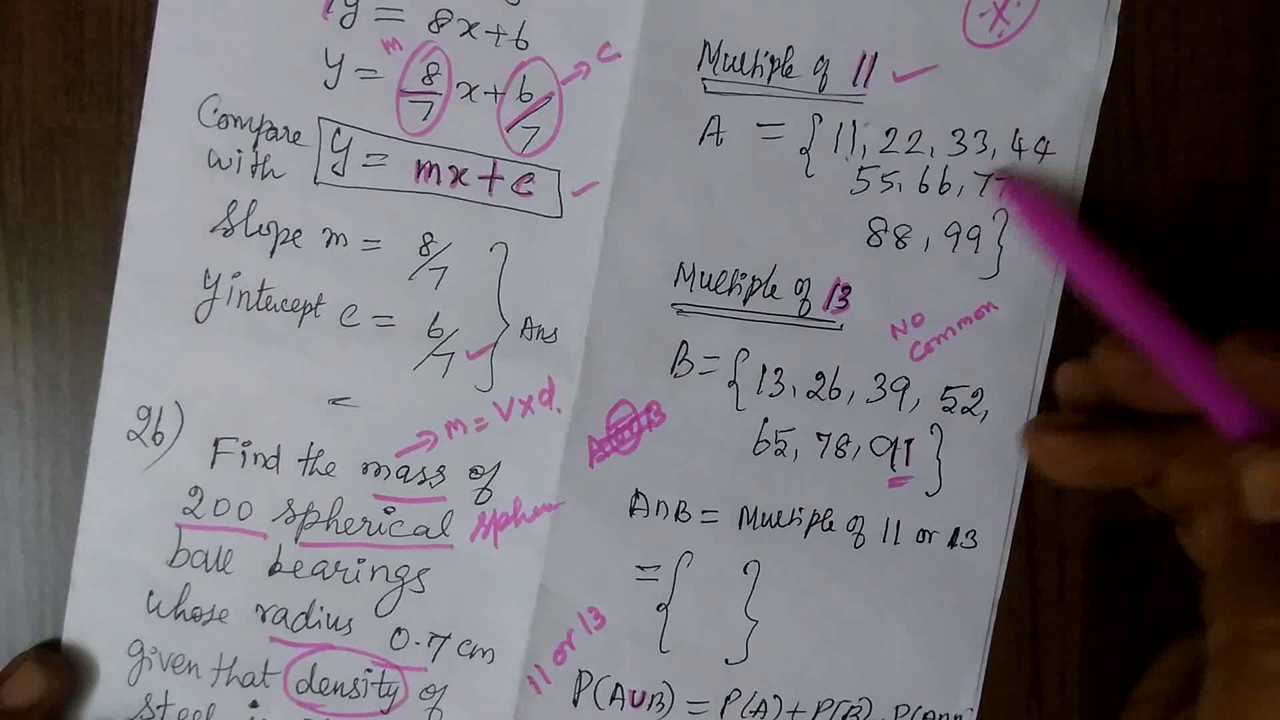 y = 8x+6
m
y = 8/7 x + 6/7 → c
Compare with y = mx+c ✓
Slope m = 8/7
y intercept c = 6/7 ✓
} Ans
26)
→ m = V×d.
Find the mass of
200 spherical
ball bearings
whose radius 0.7 cm
given that density of
-x-
Multiple of 11 ✓
A = {11, 22, 33, 44
55, 66, 77
88, 99}
Multiple of 13
No
Common
B = {13, 26, 39, 52,
65, 78, 91}
A∩B = Multiple of 11 or 13
= { }
11 or 13
P(A∪B) = P(A)+P(B)